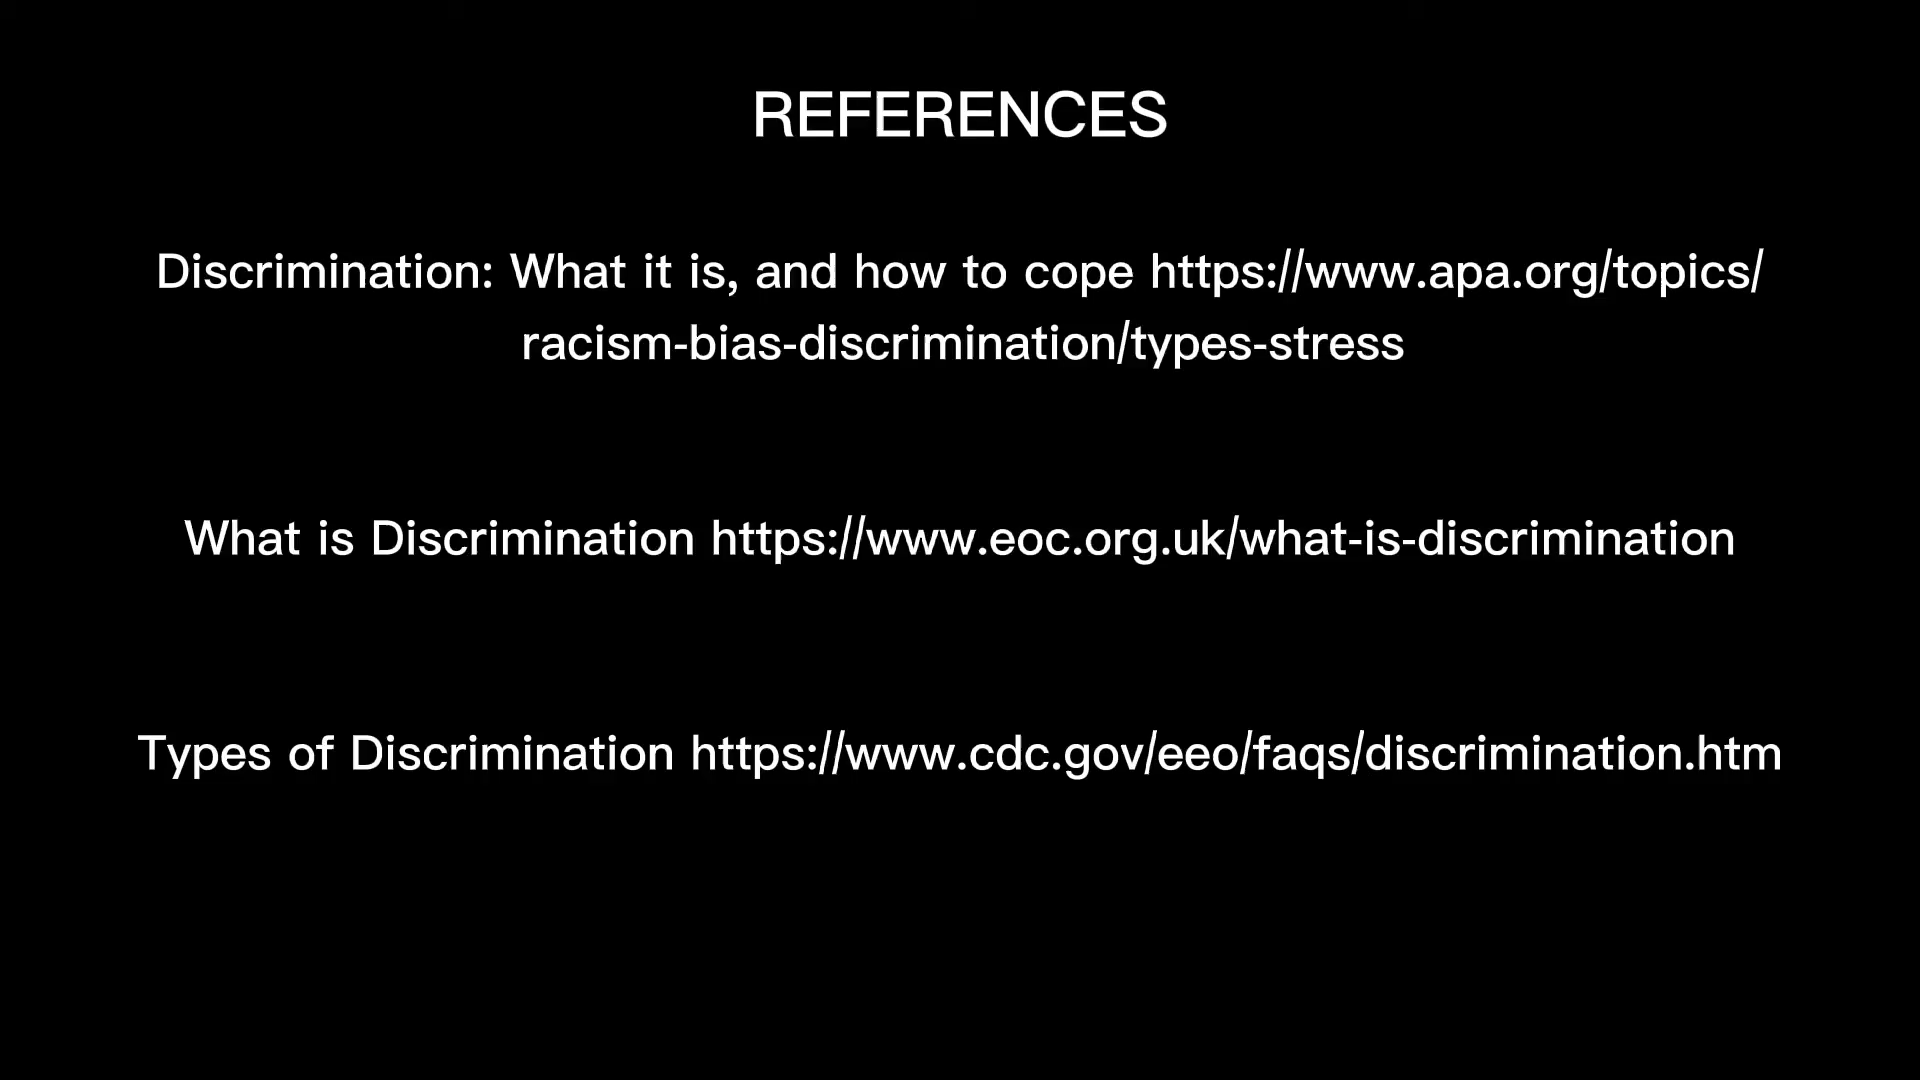 REFERENCES
Discrimination: What it is, and how to cope https://www.apa.org/topics/
racism-bias-discrimination/types-stress
What is Discrimination https://www.eoc.org.uk/what-is-discrimination
Types of Discrimination https://www.cdc.gov/eeo/faqs/discrimination.htm